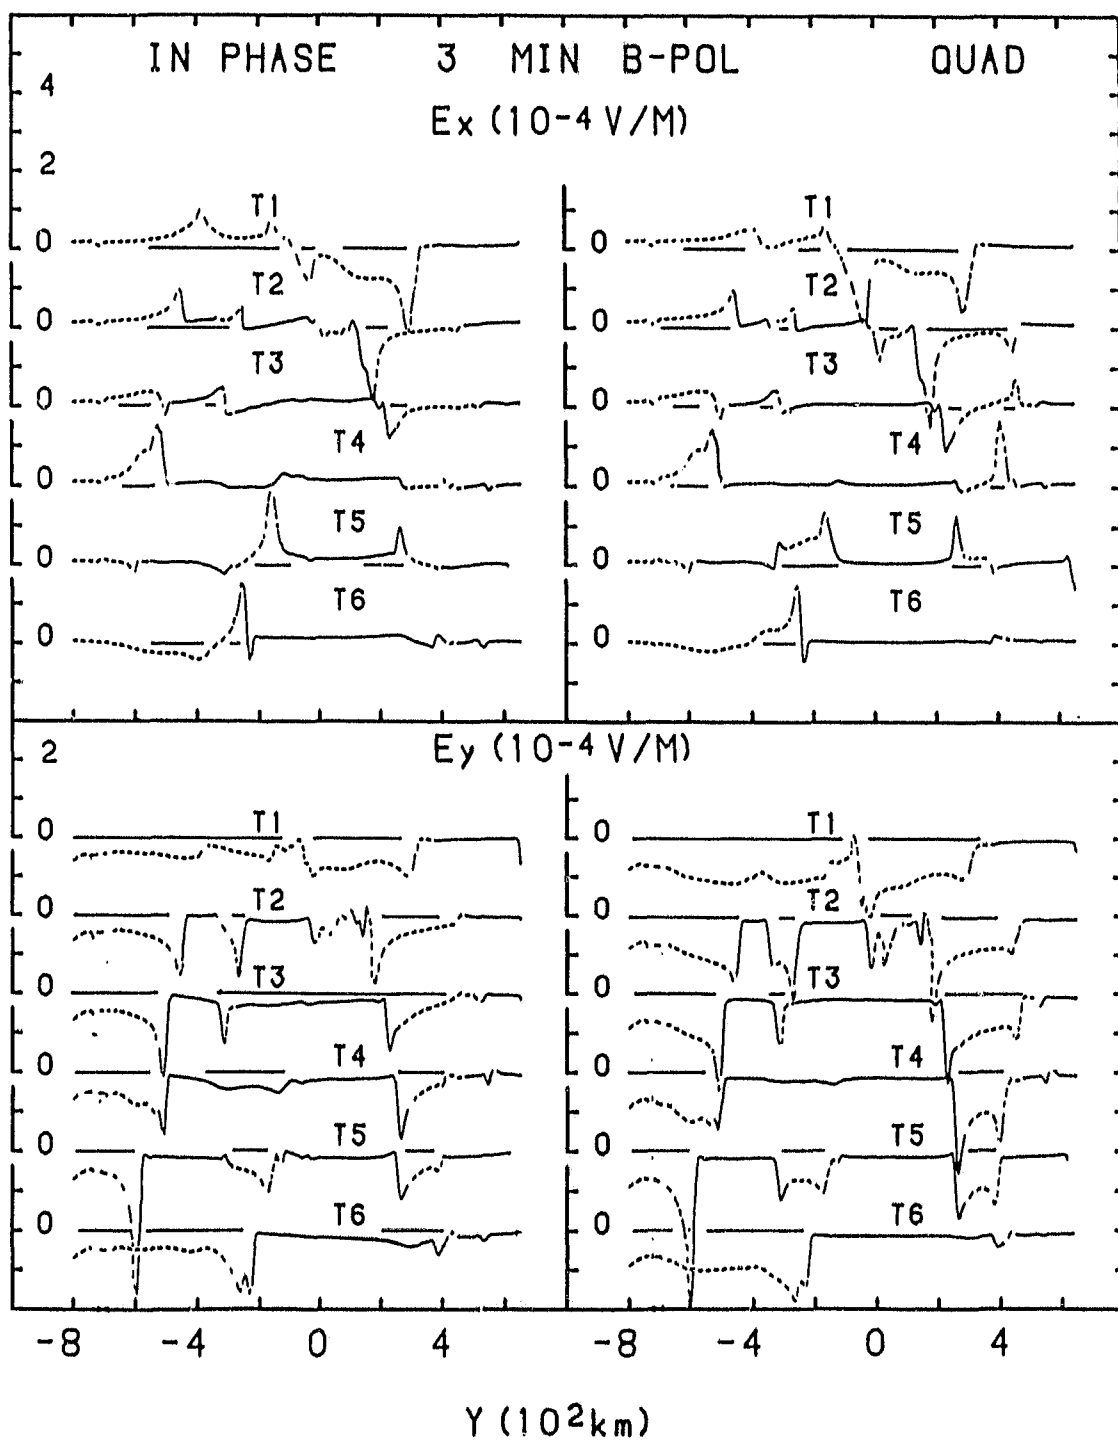 IN PHASE 3 MIN B-POL QUAD
4
Ex (10-4 V/M)
2
T1 T1
0 0
T2 T2
0 0
T3 T3
0 0
T4 T4
0 0
T5 T5
0 0
T6 T6
0 0
2 Ey (10-4 V/M)
T1 T1
0 0
T2 T2
0 0
T3 T3
0 0
T4 T4
0 0
T5 T5
0 0
T6 T6
0 0
-8 -4 0 4 -8 -4 0 4
Y (10²km)